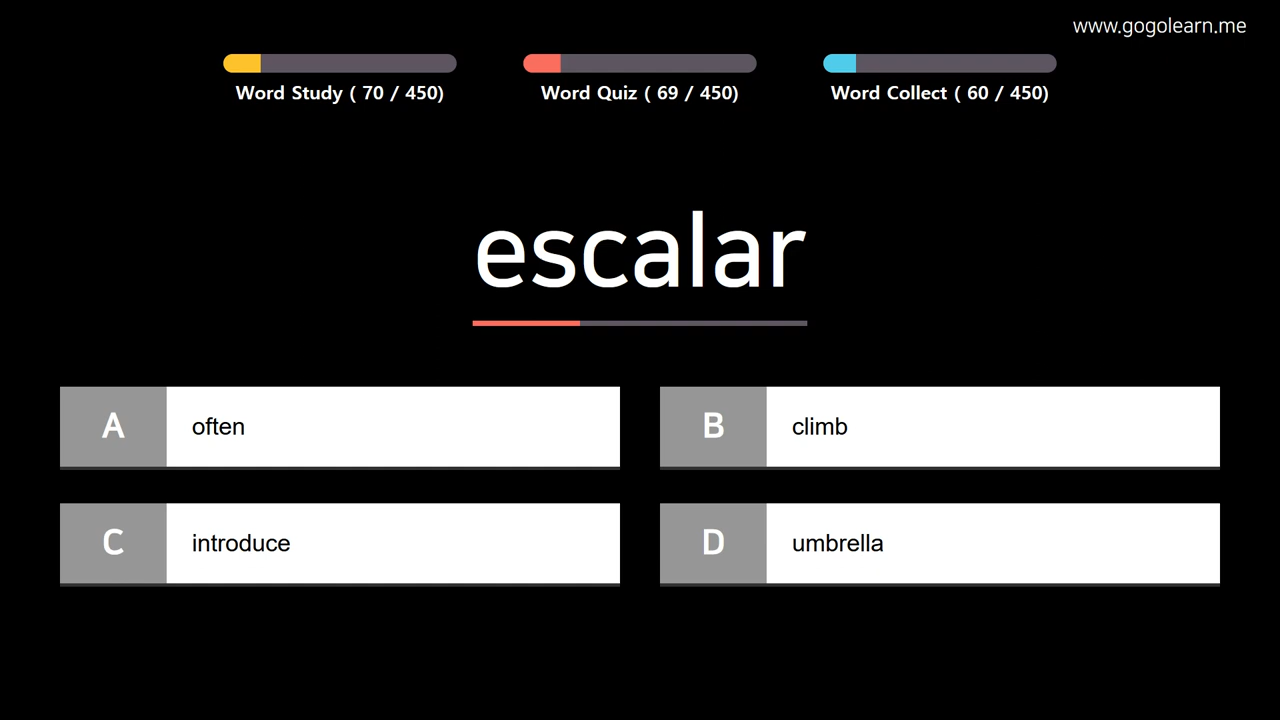 www.gogolearn.me
Word Study ( 70 / 450)
Word Quiz ( 69 / 450)
Word Collect ( 60 / 450)
escalar
A often
B climb
C introduce
D umbrella